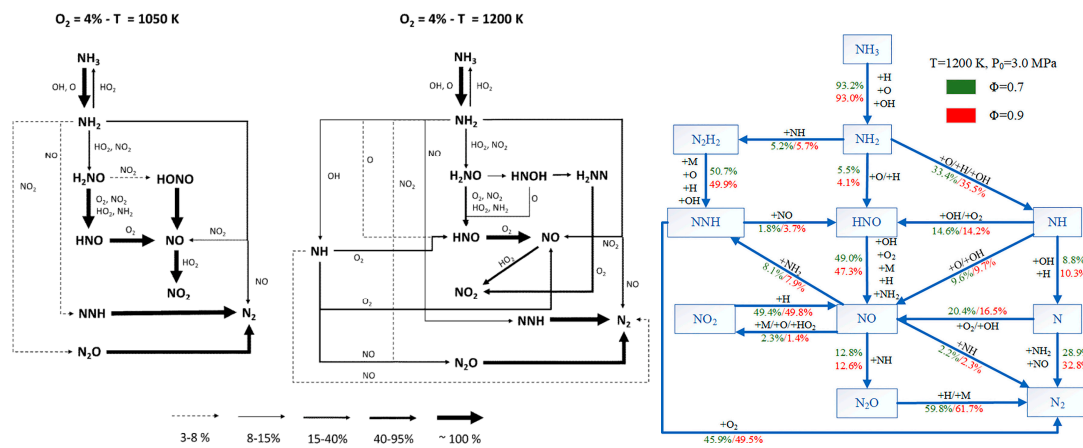 O₂ = 4% - T = 1050 K
NH₃
OH, O
HO₂
NH₂
NO
NO₂
HO₂, NO₂
H₂NO
NO₂
HONO
O₂, NO₂
HO₂, NH₂
HNO
O₂
NO
NO₂
HO₂
NO₂
NO
NNH
N₂
N₂O
O₂ = 4% - T = 1200 K
NH₃
OH, O
HO₂
NH₂
O
NO
HO₂, NO₂
OH
NO₂
H₂NO
HNOH
H₂NN
O₂, NO₂
HO₂, NH₂
O
NH
O₂
HNO
O₂
NO
NO₂
HO₂
O₂
NO₂
O₂
NO
NNH
N₂
NO
N₂O
NO
3-8 %
8-15%
15-40%
40-95%
~ 100 %
NH₃
T=1200 K, P₀=3.0 MPa
Φ=0.7
Φ=0.9
93.2%
93.0%
+H
+O
+OH
N₂H₂
+NH
5.2%/5.7%
NH₂
+O/+H/+OH
33.4%/35.5%
+M
+O
+H
+OH
50.7%
49.9%
5.5%
4.1%
+O/+H
NNH
+NO
1.8%/3.7%
HNO
+OH/+O₂
14.6%/14.2%
NH
+NH₂
8.1%/7.9%
49.0%
47.3%
+OH
+O₂
+M
+H
+NH₂
+O/+OH
9.6%/9.7%
+OH
+H
8.8%
10.3%
NO₂
+H
49.4%/49.8%
+M/+O/+HO₂
2.3%/1.4%
NO
20.4%/16.5%
+O₂/+OH
N
12.8%
12.6%
+NH
+NH
2.2%/2.3%
+NH₂
+NO
28.9%
32.8%
N₂O
+H/+M
59.8%/61.7%
N₂
+O₂
45.9%/49.5%